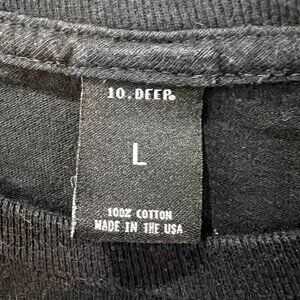 10.DEEP.
L
100% COTTON
MADE IN THE USA